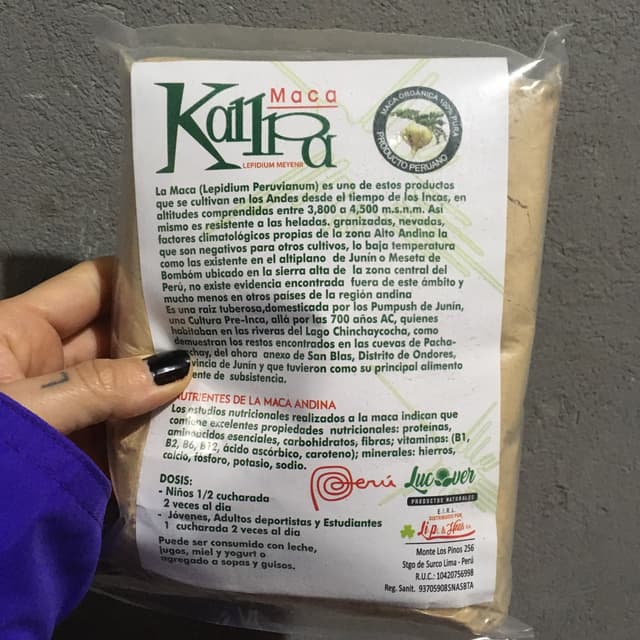 Maca
Kallpa
LEPIDIUM MEYENII
MACA ORGÁNICA 100% PURA
PRODUCTO PERUANO
La Maca (Lepidium Peruvianum) es uno de estos productos
que se cultivan en los Andes desde el tiempo de los Incas, en
altitudes comprendidas entre 3,800 a 4,500 m.s.n.m. Asi
mismo es resistente a las heladas. granizadas, nevadas,
factores climatológicos propias de la zona Alto Andina la
que son negativos para otros cultivos, lo baja temperatura
como las existente en el altiplano de Junín o Meseta de
Bombóm ubicado en la sierra alta de la zona central del
Perú, no existe evidencia encontrada fuera de este ámbito y
mucho menos en otros países de la región andina
Es una raiz tuberosa,domesticada por los Pumpush de Junín,
una Cultura Pre-Inca, alló por las 700 años AC, quienes
habitaban en las riveras del Lago Chinchaycocha, como
demuestran los restos encontrados en las cuevas de Pacha-
chay, del ahora anexo de San Blas, Distrito de Ondores,
vincia de Junín y que tuvieron como su principal alimento
ente de subsistencia.
NUTRIENTES DE LA MACA ANDINA
Los estudios nutricionales realizados a la maca indican que
contiene excelentes propiedades nutricionales: proteínas,
aminoácidos esenciales, carbohidratos, fibras; vitaminas: (B1,
B2, B6, B12, ácido ascórbico, caroteno); minerales: hierros,
calcio, fósforo, potasio, sodio.
DOSIS:
- Niños 1/2 cucharada
2 veces al día
- Jóvenes, Adultos deportistas y Estudiantes
1 cucharada 2 veces al día
Puede ser consumido con leche,
jugos, miel y yogurt o
agregado a sopas y guisos.
Perú
Lucover
PRODUCTOS NATURALES
E.I.R.L.
DISTRIBUIDO POR
Monte Los Pinos 256
Stgo de Surco Lima - Perú
R.U.C.: 10420756998
Reg. Sanit. 9370590BSNASBTA